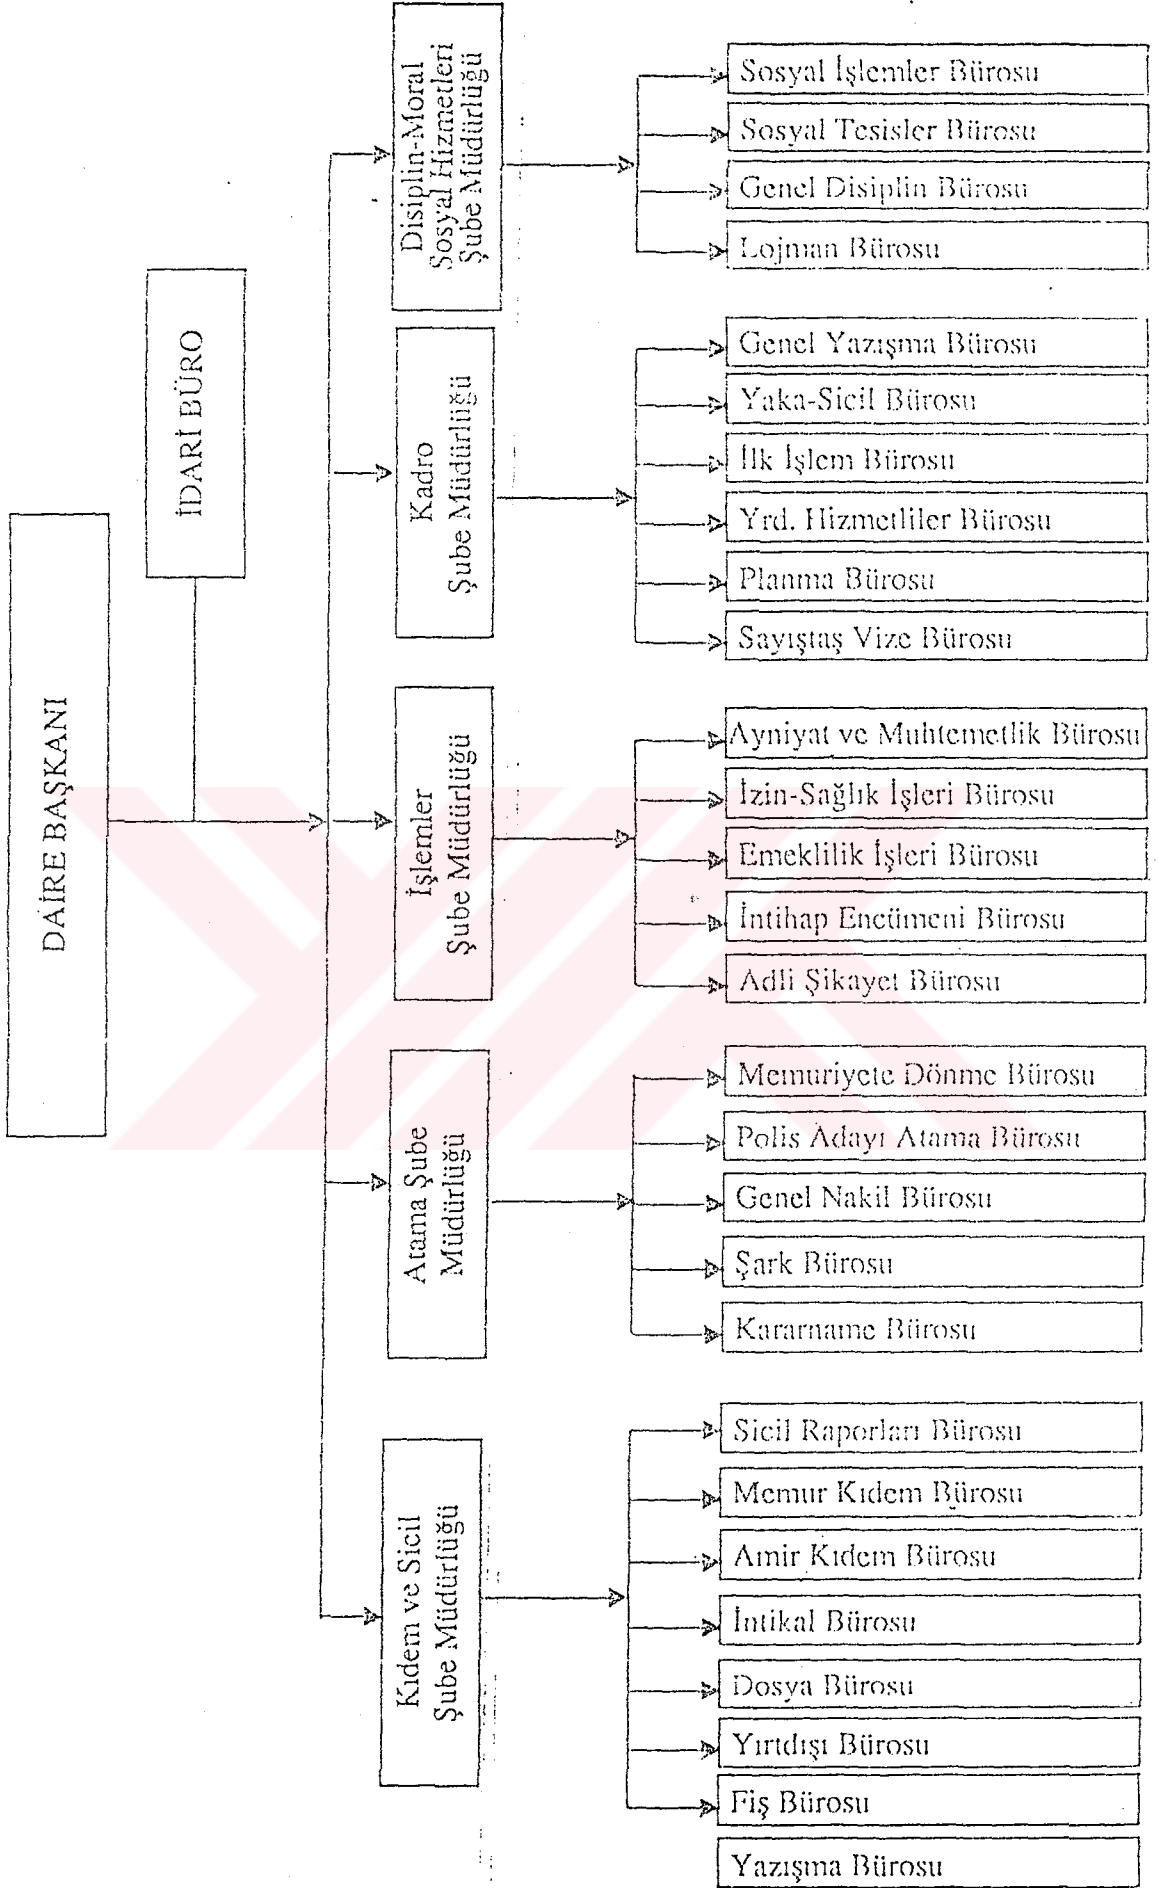 DAİRE BAŞKANI
İDARİ BÜRO
Disiplin-Moral
Sosyal Hizmetleri
Şube Müdürlüğü
Sosyal İşlemler Bürosu
Sosyal Tesisler Bürosu
Genel Disiplin Bürosu
Lojman Bürosu
Kadro
Şube Müdürlüğü
Genel Yazışma Bürosu
Yaka-Sicil Bürosu
İlk İşlem Bürosu
Yrd. Hizmetliler Bürosu
Planma Bürosu
Sayıştaş Vize Bürosu
İşlemler
Şube Müdürlüğü
Ayniyat ve Muhtemetlik Bürosu
İzin-Sağlık İşleri Bürosu
Emeklilik İşleri Bürosu
İntihap Encümeni Bürosu
Adli Şikayet Bürosu
Atama Şube
Müdürlüğü
Memuriyete Dönme Bürosu
Polis Adayı Atama Bürosu
Genel Nakil Bürosu
Şark Bürosu
Kararname Bürosu
Kıdem ve Sicil
Şube Müdürlüğü
Sicil Raporları Bürosu
Memur Kıdem Bürosu
Amir Kıdem Bürosu
İntikal Bürosu
Dosya Bürosu
Yırtdışı Bürosu
Fiş Bürosu
Yazışma Bürosu